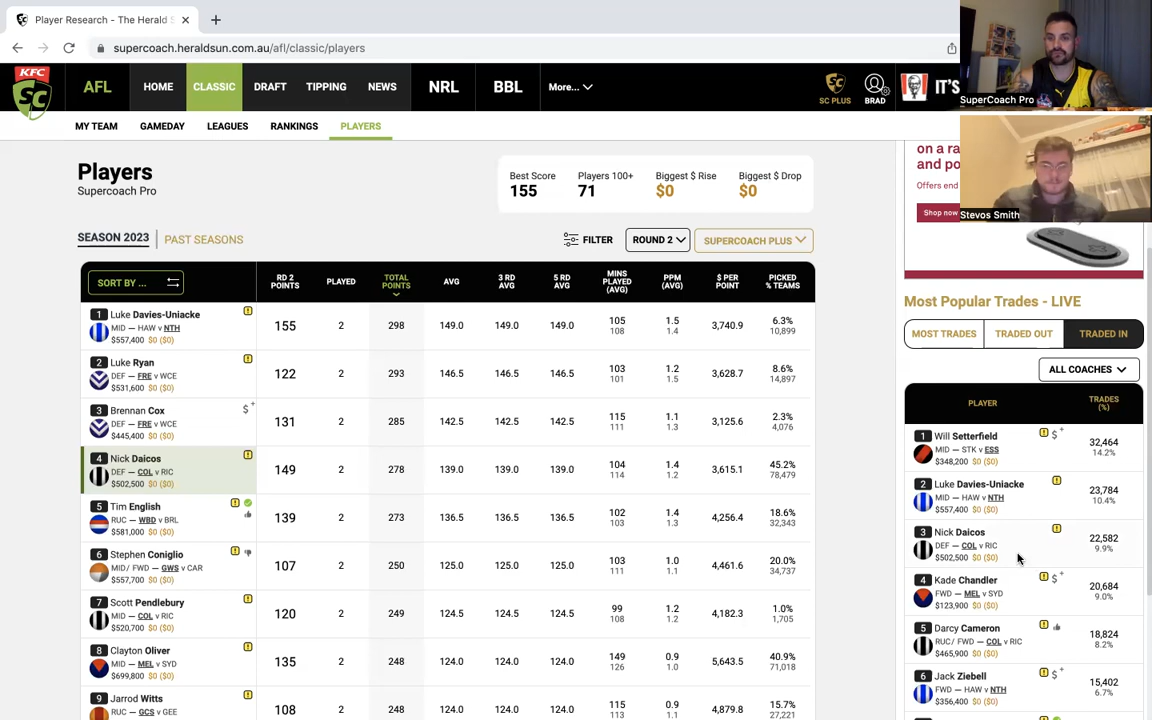 Player Research - The Herald S
supercoach.heraldsun.com.au/afl/classic/players
KFC
SC
AFL
HOME
CLASSIC
DRAFT
TIPPING
NEWS
NRL
BBL
More...
SC PLUS
BRAD
KFC
IT'S
SuperCoach Pro
MY TEAM
GAMEDAY
LEAGUES
RANKINGS
PLAYERS
Stevos Smith
on a ra
and po
Offers end
Shop now
Players
Supercoach Pro
Best Score
155
Players 100+
71
Biggest $ Rise
$0
Biggest $ Drop
$0
SEASON 2023
PAST SEASONS
FILTER
ROUND 2
SUPERCOACH PLUS
SORT BY ...
RD 2 POINTS
PLAYED
TOTAL POINTS
AVG
3 RD AVG
5 RD AVG
MINS PLAYED (AVG)
PPM (AVG)
$ PER POINT
PICKED % TEAMS
1 Luke Davies-Uniacke
MID — HAW v NTH
$557,400 $0 ($0)
155 2 298 149.0 149.0 149.0 105 1.5 3,740.9 6.3%
108 1.4 10,899
2 Luke Ryan
DEF — FRE v WCE
$531,600 $0 ($0)
122 2 293 146.5 146.5 146.5 103 1.2 3,628.7 8.6%
101 1.5 14,897
3 Brennan Cox $+
DEF — FRE v WCE
$445,400 $0 ($0)
131 2 285 142.5 142.5 142.5 115 1.1 3,125.6 2.3%
111 1.3 4,076
4 Nick Daicos
DEF — COL v RIC
$502,500 $0 ($0)
149 2 278 139.0 139.0 139.0 104 1.4 3,615.1 45.2%
114 1.2 78,479
5 Tim English
RUC — WBD v BRL
$581,000 $0 ($0)
139 2 273 136.5 136.5 136.5 102 1.4 4,256.4 18.6%
103 1.3 32,343
6 Stephen Coniglio
MID/ FWD — GWS v CAR
$557,700 $0 ($0)
107 2 250 125.0 125.0 125.0 103 1.0 4,461.6 20.0%
111 1.1 34,737
7 Scott Pendlebury
MID — COL v RIC
$520,700 $0 ($0)
120 2 249 124.5 124.5 124.5 99 1.2 4,182.3 1.0%
108 1.2 1,705
8 Clayton Oliver
MID — MEL v SYD
$699,800 $0 ($0)
135 2 248 124.0 124.0 124.0 149 0.9 5,643.5 40.9%
126 1.0 71,018
9 Jarrod Witts
RUC — GCS v GEE
108 2 248 124.0 124.0 124.0 115 0.9 4,879.8 15.7%
113 1.1 27,221
Most Popular Trades - LIVE
MOST TRADES
TRADED OUT
TRADED IN
ALL COACHES
PLAYER
TRADES (%)
1 Will Setterfield $+
MID — STK v ESS
$348,200 $0 ($0)
32,464
14.2%
2 Luke Davies-Uniacke
MID — HAW v NTH
$557,400 $0 ($0)
23,784
10.4%
3 Nick Daicos
DEF — COL v RIC
$502,500 $0 ($0)
22,582
9.9%
4 Kade Chandler $+
FWD — MEL v SYD
$123,900 $0 ($0)
20,684
9.0%
5 Darcy Cameron
RUC/ FWD — COL v RIC
$465,900 $0 ($0)
18,824
8.2%
6 Jack Ziebell $+
FWD — HAW v NTH
$356,400 $0 ($0)
15,402
6.7%